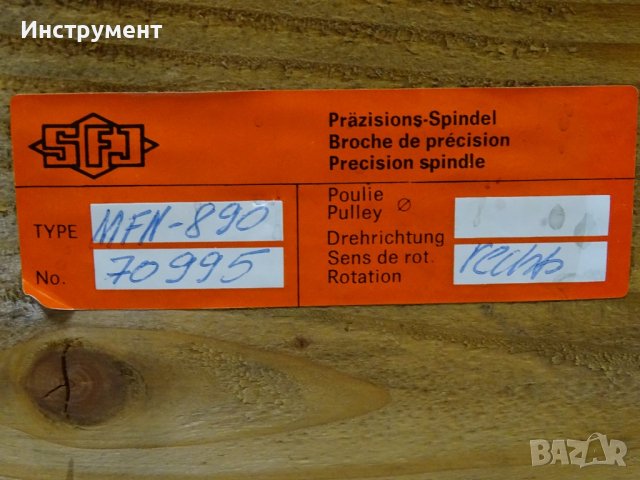 Инструмент
SFJ
Präzisions-Spindel
Broche de précision
Precision spindle
TYPE MFN-890
No. 70995
Poulie
Pulley ⌀
Drehrichtung
Sens de rot.
Rotation
rechts
BAZAR